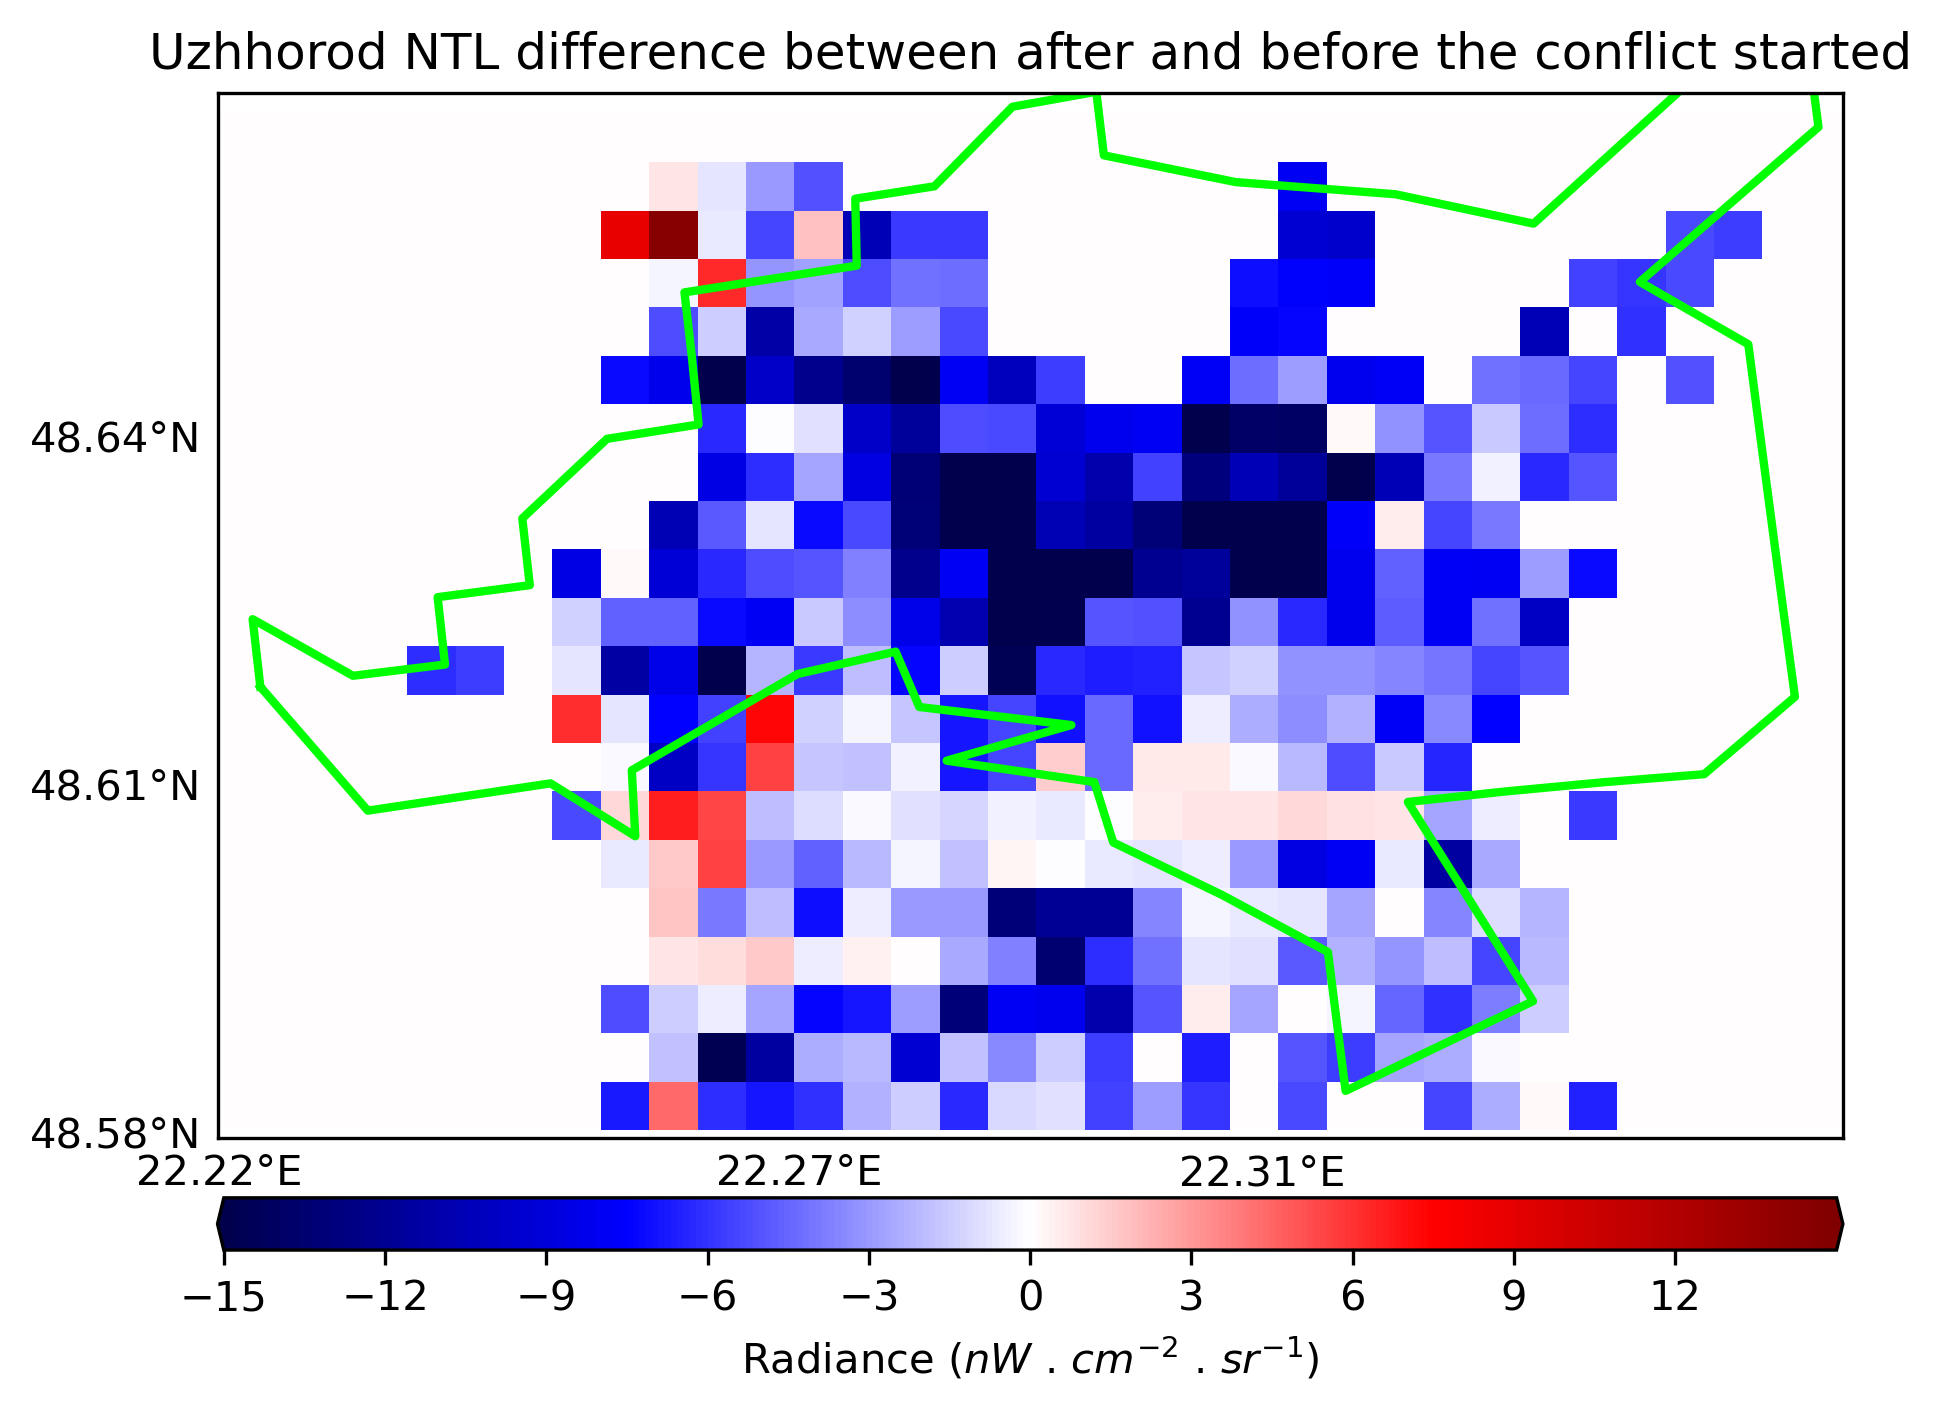 Uzhhorod NTL difference between after and before the conflict started
48.64°N
48.61°N
48.58°N
22.22°E 22.27°E 22.31°E
−15 −12 −9 −6 −3 0 3 6 9 12
Radiance (nW . cm⁻² . sr⁻¹)